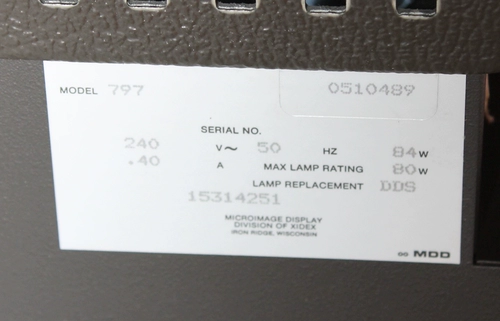 MODEL 797 0510489
SERIAL NO.
240 V~ 50 HZ 84W
.40 A MAX LAMP RATING 80W
LAMP REPLACEMENT DDS
15314251
MICROIMAGE DISPLAY
DIVISION OF XIDEX
IRON RIDGE, WISCONSIN
∞ MDD